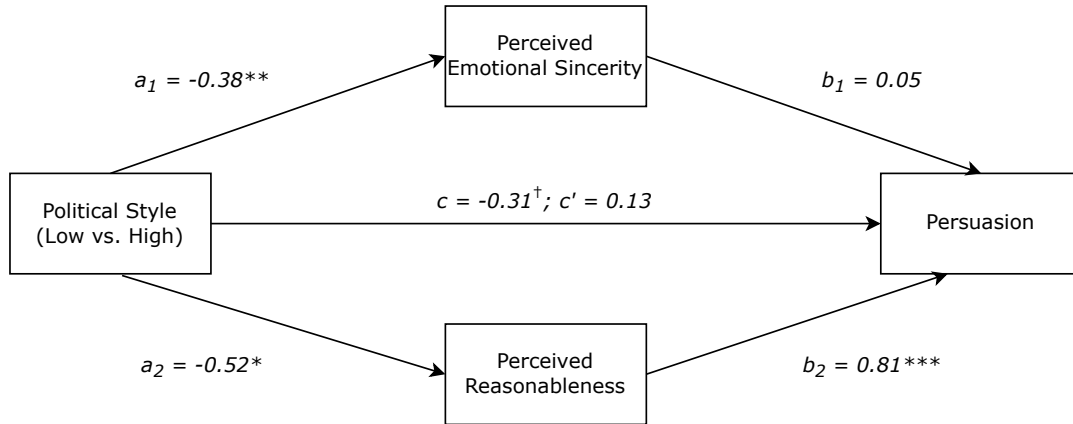 Perceived
Emotional Sincerity
a₁ = -0.38**
b₁ = 0.05
Political Style
(Low vs. High)
c = -0.31†; c' = 0.13
Persuasion
a₂ = -0.52*
Perceived
Reasonableness
b₂ = 0.81***